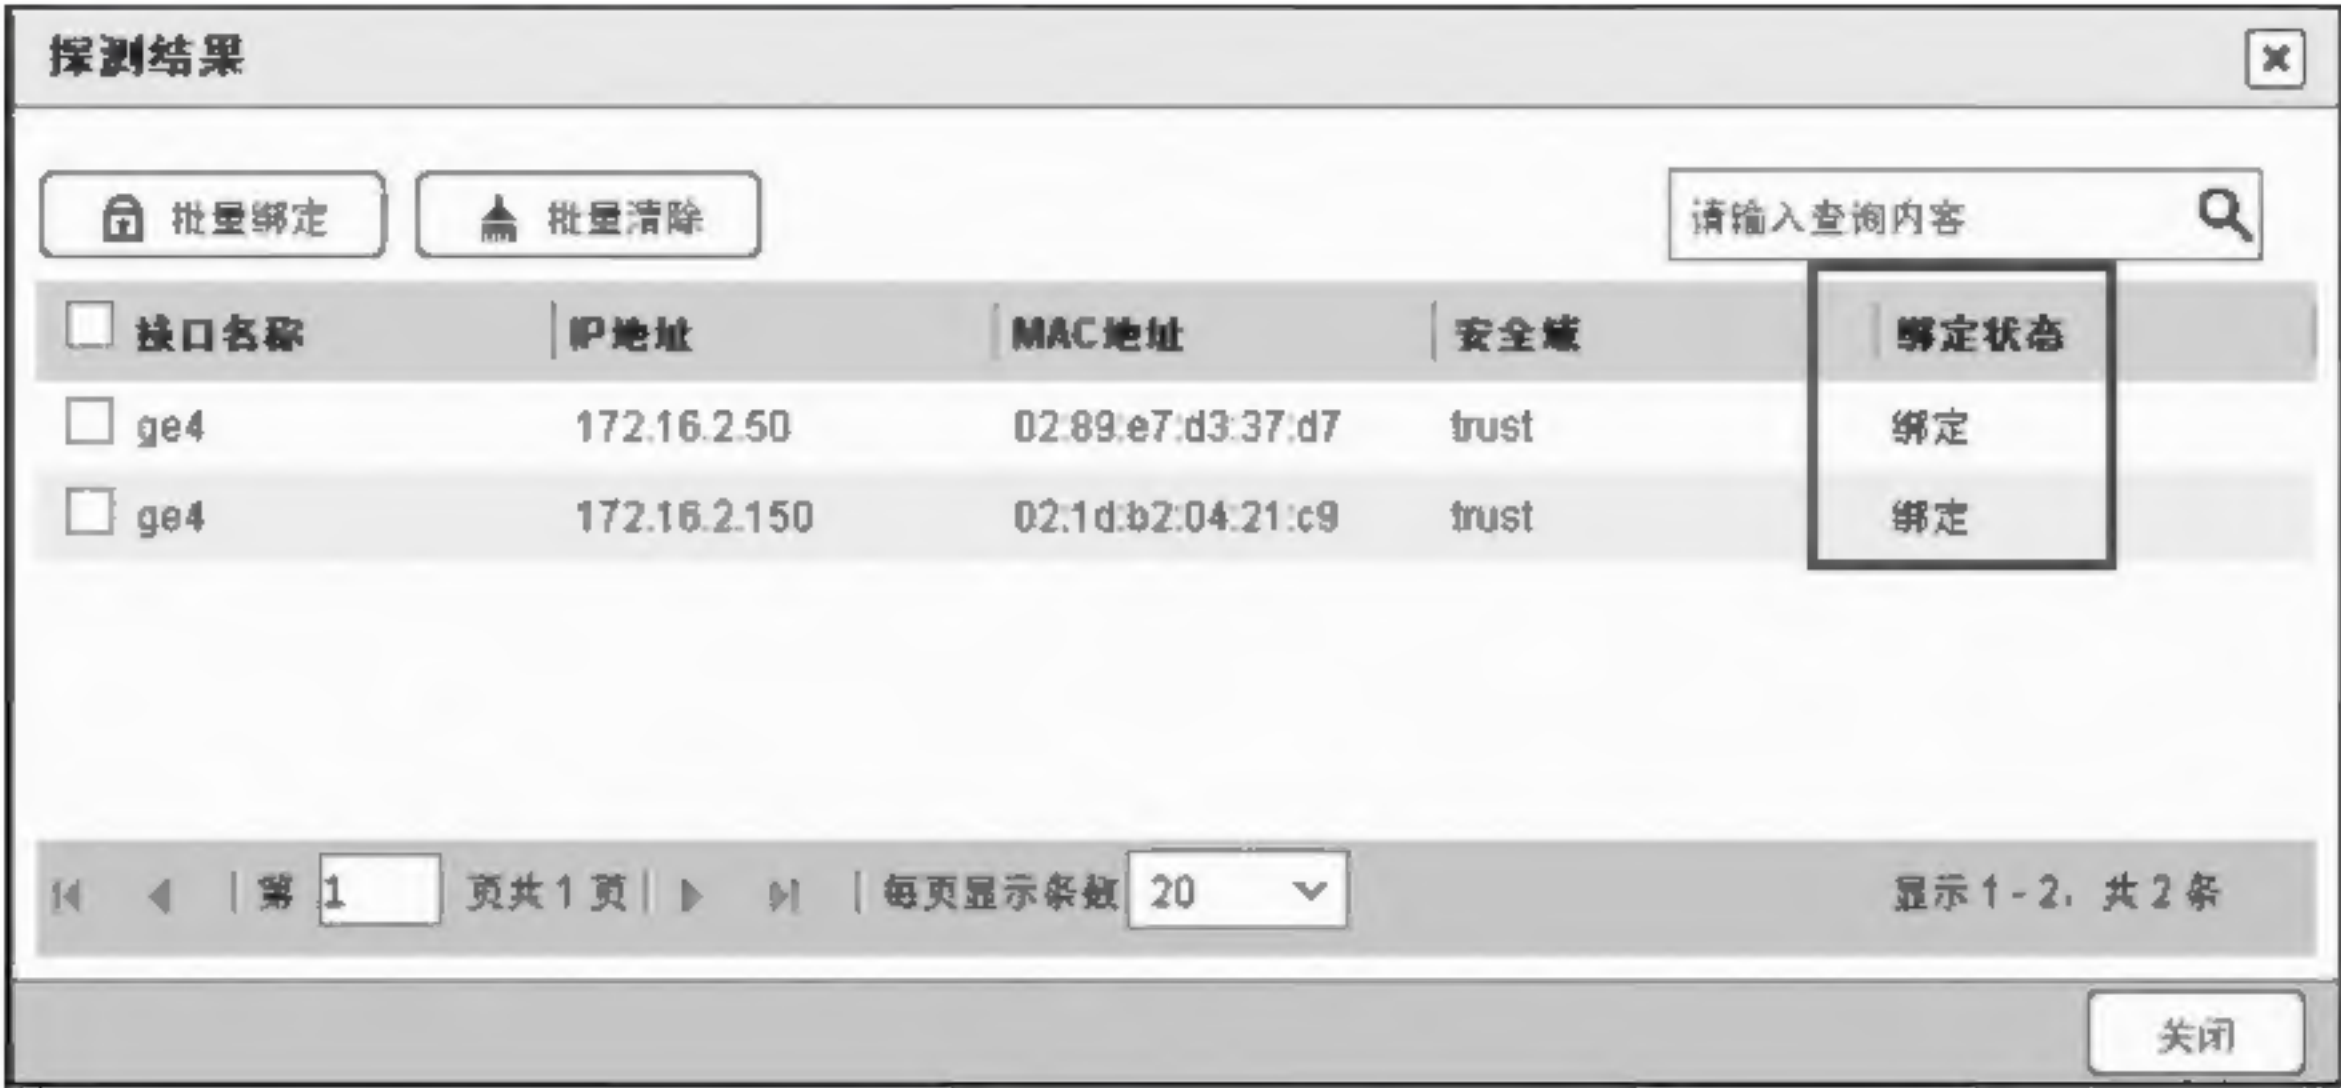 探测结果
批量绑定 批量清除 请输入查询内容
接口名称 IP地址 MAC地址 安全域 绑定状态
ge4 172.16.2.50 02:89:e7:d3:37:d7 trust 绑定
ge4 172.16.2.150 02:1d:b2:04:21:c9 trust 绑定
第 1 页共 1 页 每页显示条数 20 显示 1 - 2, 共 2 条
关闭